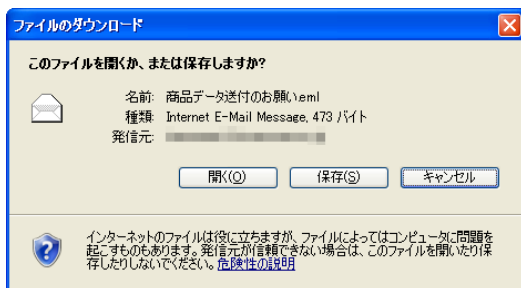 ファイルのダウンロード
このファイルを開くか、または保存しますか?
名前: 商品データ送付のお願い.eml
種類: Internet E-Mail Message, 473 バイト
発信元:
開く(O)
保存(S)
キャンセル
インターネットのファイルは役に立ちますが、ファイルによってはコンピュータに問題を
起こすものもあります。発信元が信頼できない場合は、このファイルを開いたり保
存したりしないでください。危険性の説明